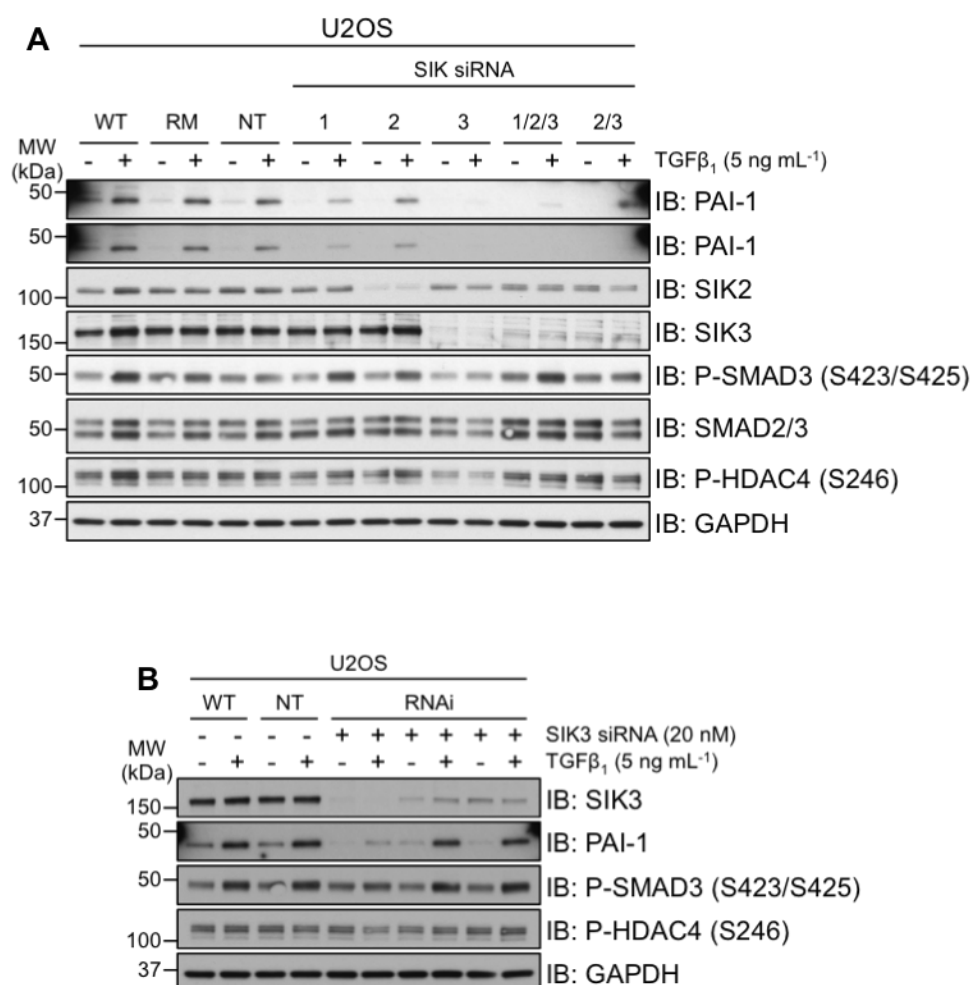 A
U2OS
SIK siRNA
WT RM NT 1 2 3 1/2/3 2/3
MW
(kDa)
- + - + - + - + - + - + - + - + TGFβ₁ (5 ng mL⁻¹)
50 IB: PAI-1
50 IB: PAI-1
100 IB: SIK2
150 IB: SIK3
50 IB: P-SMAD3 (S423/S425)
50 IB: SMAD2/3
100 IB: P-HDAC4 (S246)
37 IB: GAPDH
B
U2OS
WT NT RNAi
- - - - + + + + + + SIK3 siRNA (20 nM)
MW
(kDa)
- + - + - + - + - + TGFβ₁ (5 ng mL⁻¹)
150 IB: SIK3
50 IB: PAI-1
50 IB: P-SMAD3 (S423/S425)
100 IB: P-HDAC4 (S246)
37 IB: GAPDH